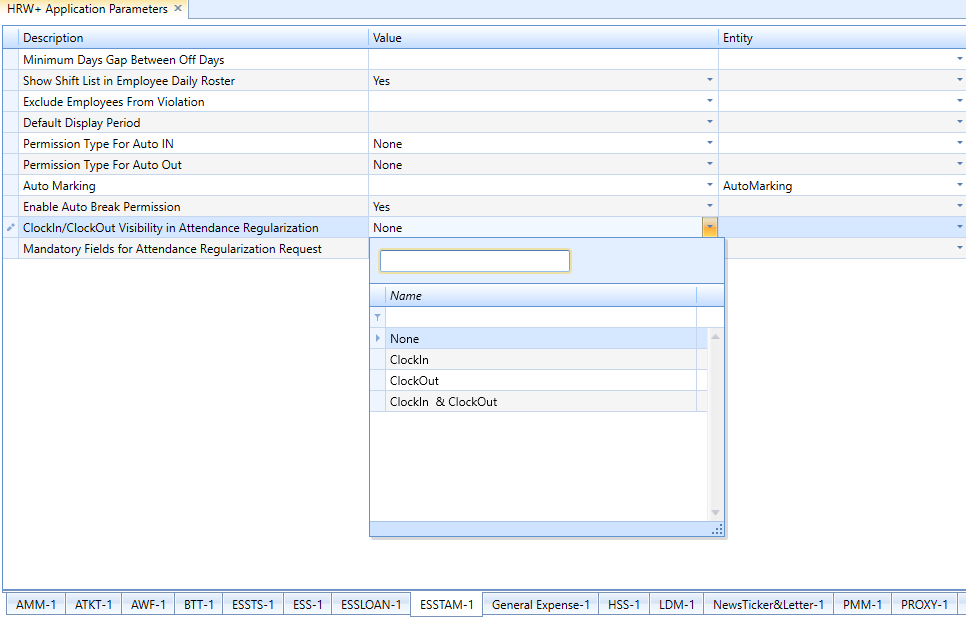 HRW+ Application Parameters ×
Description Value Entity
Minimum Days Gap Between Off Days
Show Shift List in Employee Daily Roster Yes
Exclude Employees From Violation
Default Display Period
Permission Type For Auto IN None
Permission Type For Auto Out None
Auto Marking AutoMarking
Enable Auto Break Permission Yes
ClockIn/ClockOut Visibility in Attendance Regularization None
Mandatory Fields for Attendance Regularization Request
Name
None
ClockIn
ClockOut
ClockIn & ClockOut
AMM-1 ATKT-1 AWF-1 BTT-1 ESSTS-1 ESS-1 ESSLOAN-1 ESSTAM-1 General Expense-1 HSS-1 LDM-1 NewsTicker&Letter-1 PMM-1 PROXY-1